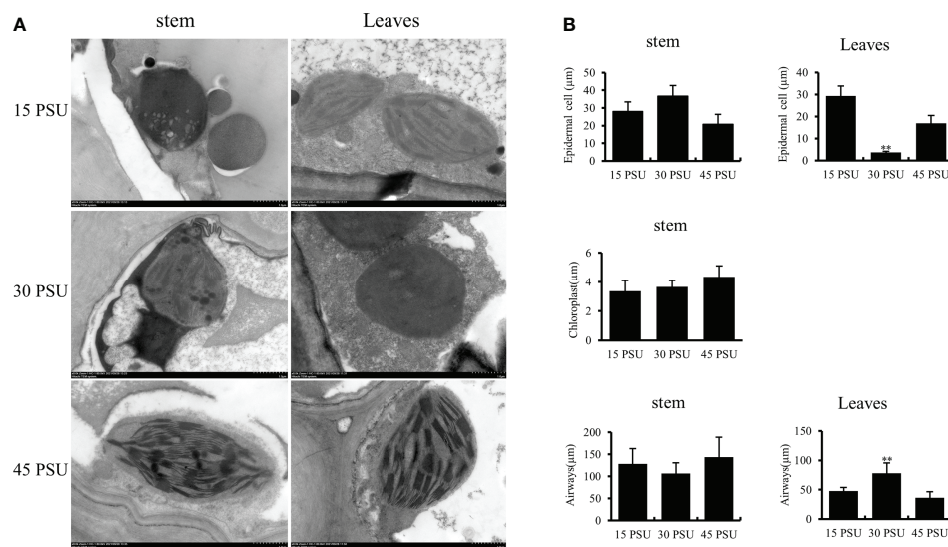 A
stem
Leaves
15 PSU
30 PSU
45 PSU
B
stem
Epidermal cell (μm)
50
40
30
20
10
0
15 PSU 30 PSU 45 PSU
Leaves
Epidermal cell (μm)
40
30
20
10
0
**
15 PSU 30 PSU 45 PSU
stem
Chloroplast(μm)
6
4
2
0
15 PSU 30 PSU 45 PSU
stem
Airways(μm)
200
150
100
50
0
15 PSU 30 PSU 45 PSU
Leaves
Airways(μm)
150
100
50
0
**
15 PSU 30 PSU 45 PSU